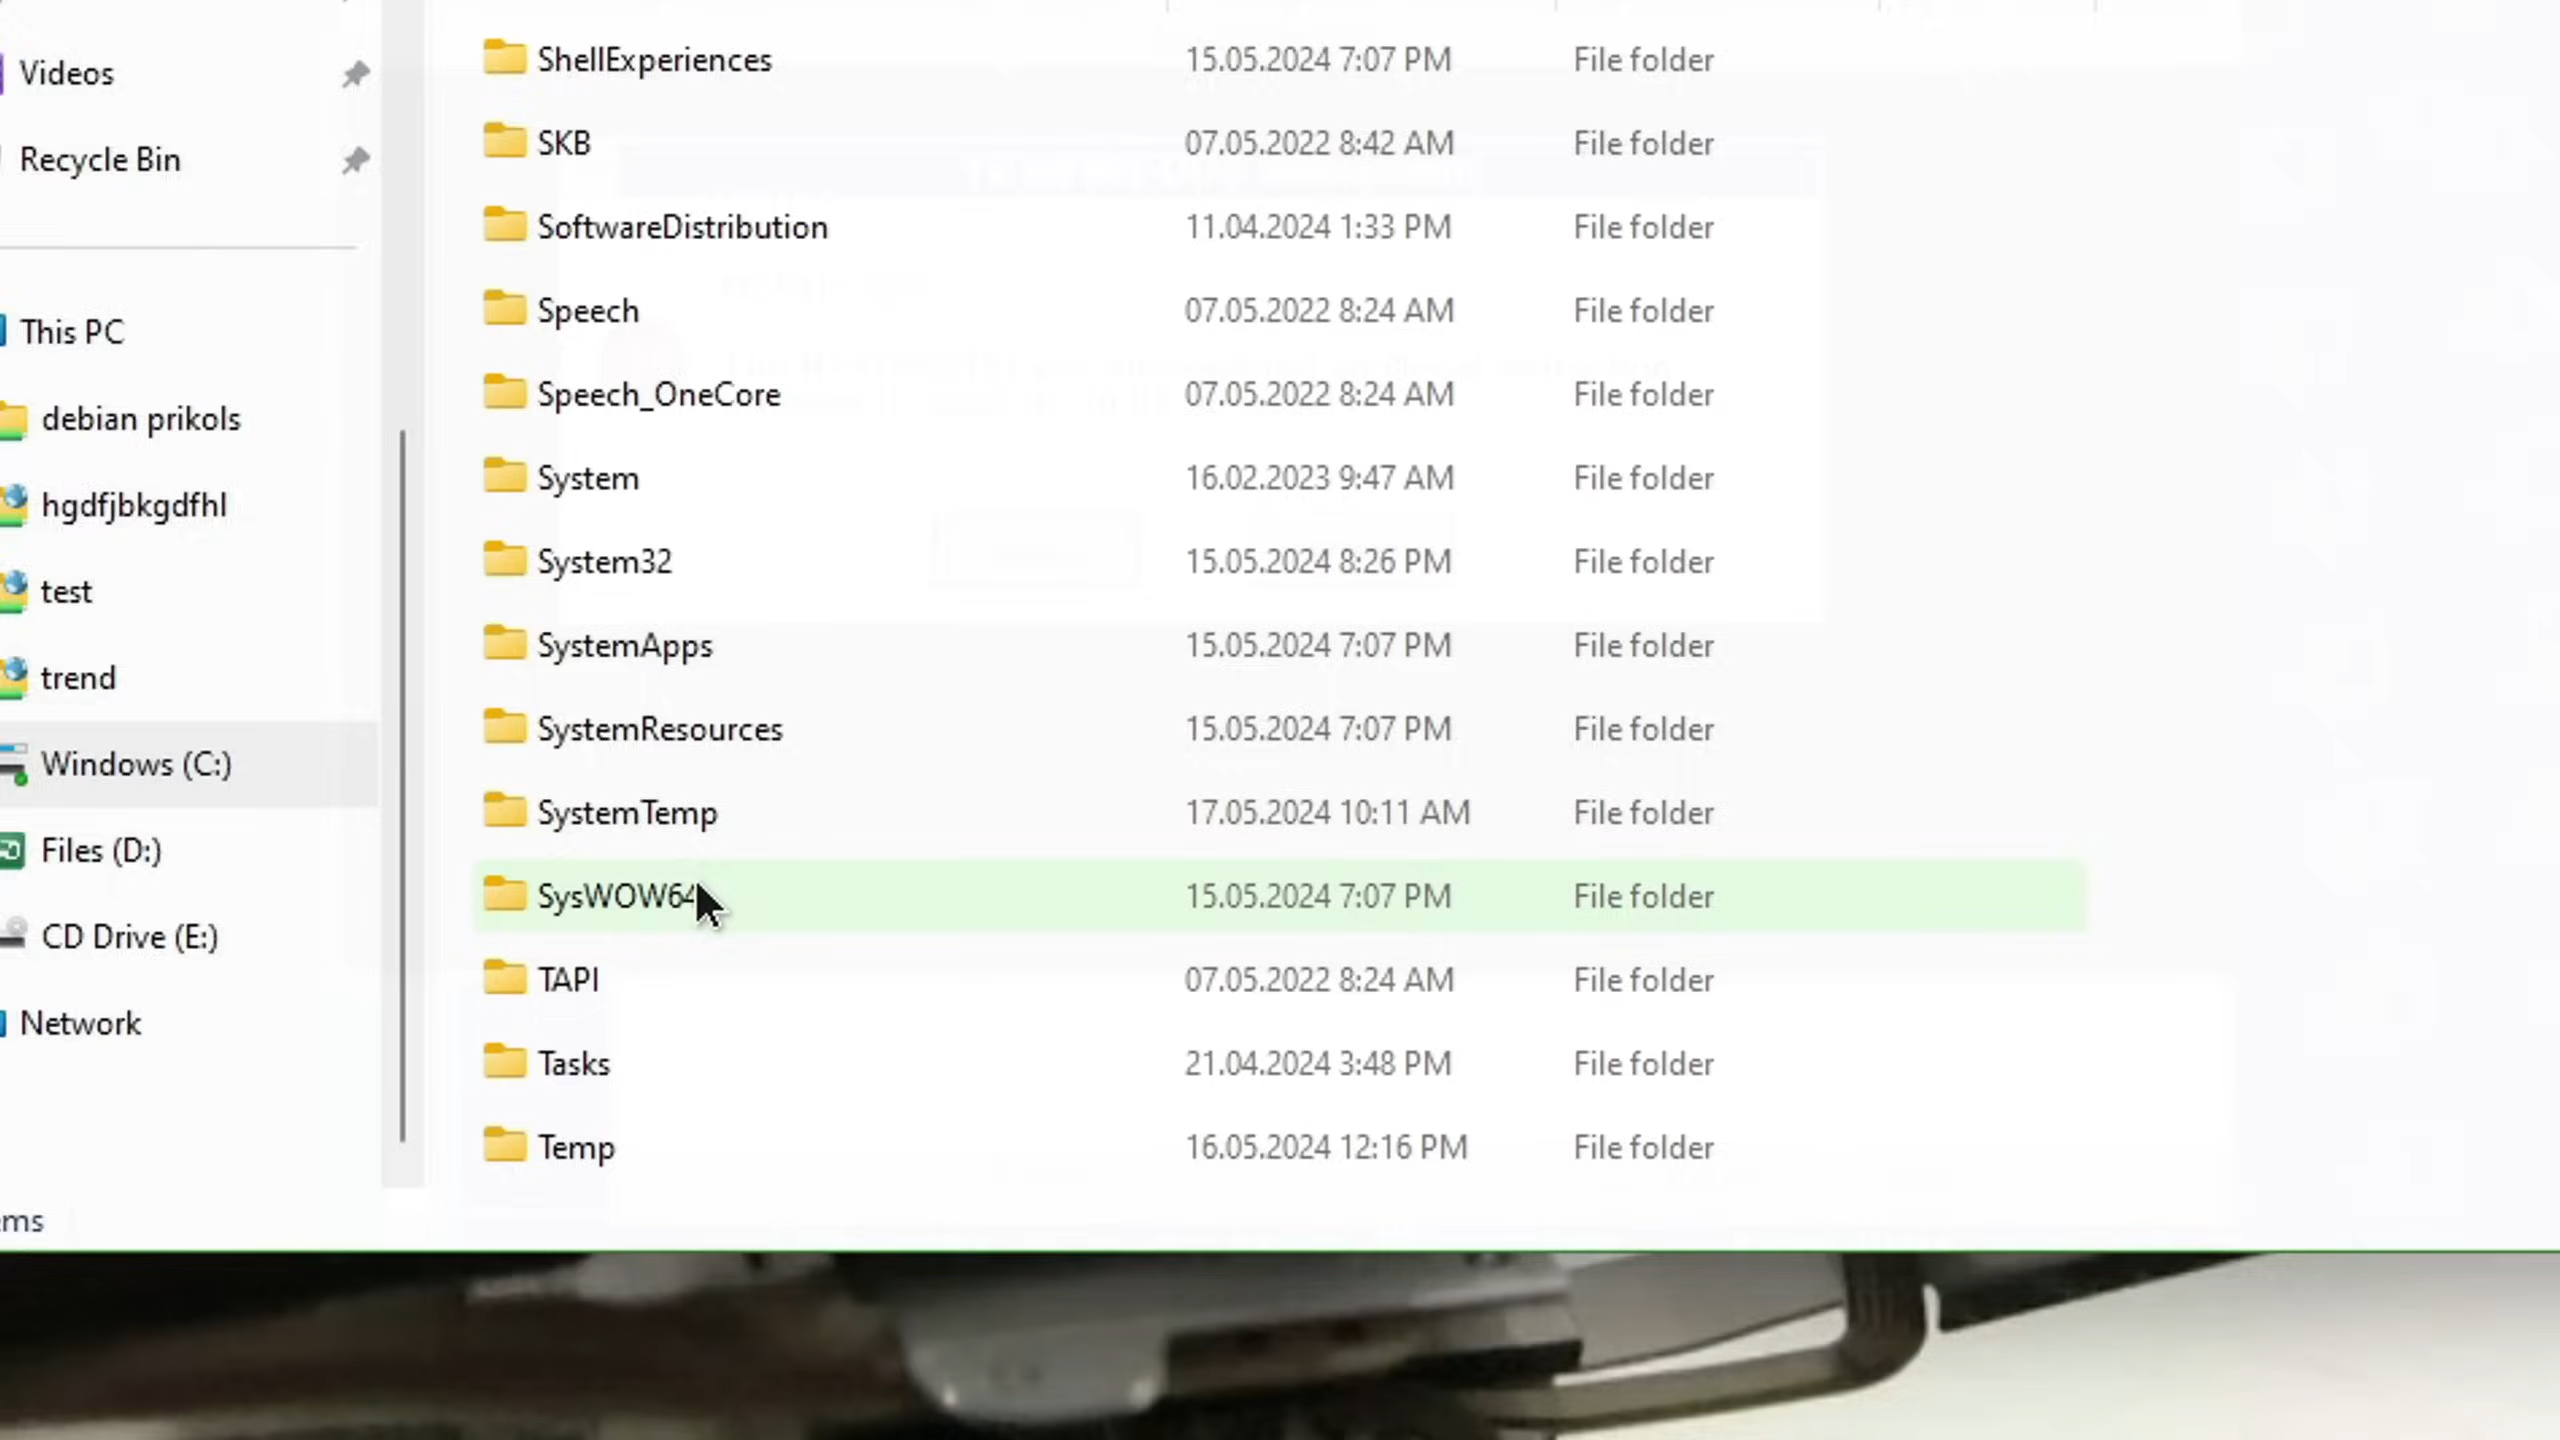 Videos
Recycle Bin
This PC
debian prikols
hgdfjbkgdfhl
test
trend
Windows (C:)
Files (D:)
CD Drive (E:)
Network
ms
ShellExperiences 15.05.2024 7:07 PM File folder
SKB 07.05.2022 8:42 AM File folder
SoftwareDistribution 11.04.2024 1:33 PM File folder
Speech 07.05.2022 8:24 AM File folder
Speech_OneCore 07.05.2022 8:24 AM File folder
System 16.02.2023 9:47 AM File folder
System32 15.05.2024 8:26 PM File folder
SystemApps 15.05.2024 7:07 PM File folder
SystemResources 15.05.2024 7:07 PM File folder
SystemTemp 17.05.2024 10:11 AM File folder
SysWOW64 15.05.2024 7:07 PM File folder
TAPI 07.05.2022 8:24 AM File folder
Tasks 21.04.2024 3:48 PM File folder
Temp 16.05.2024 12:16 PM File folder